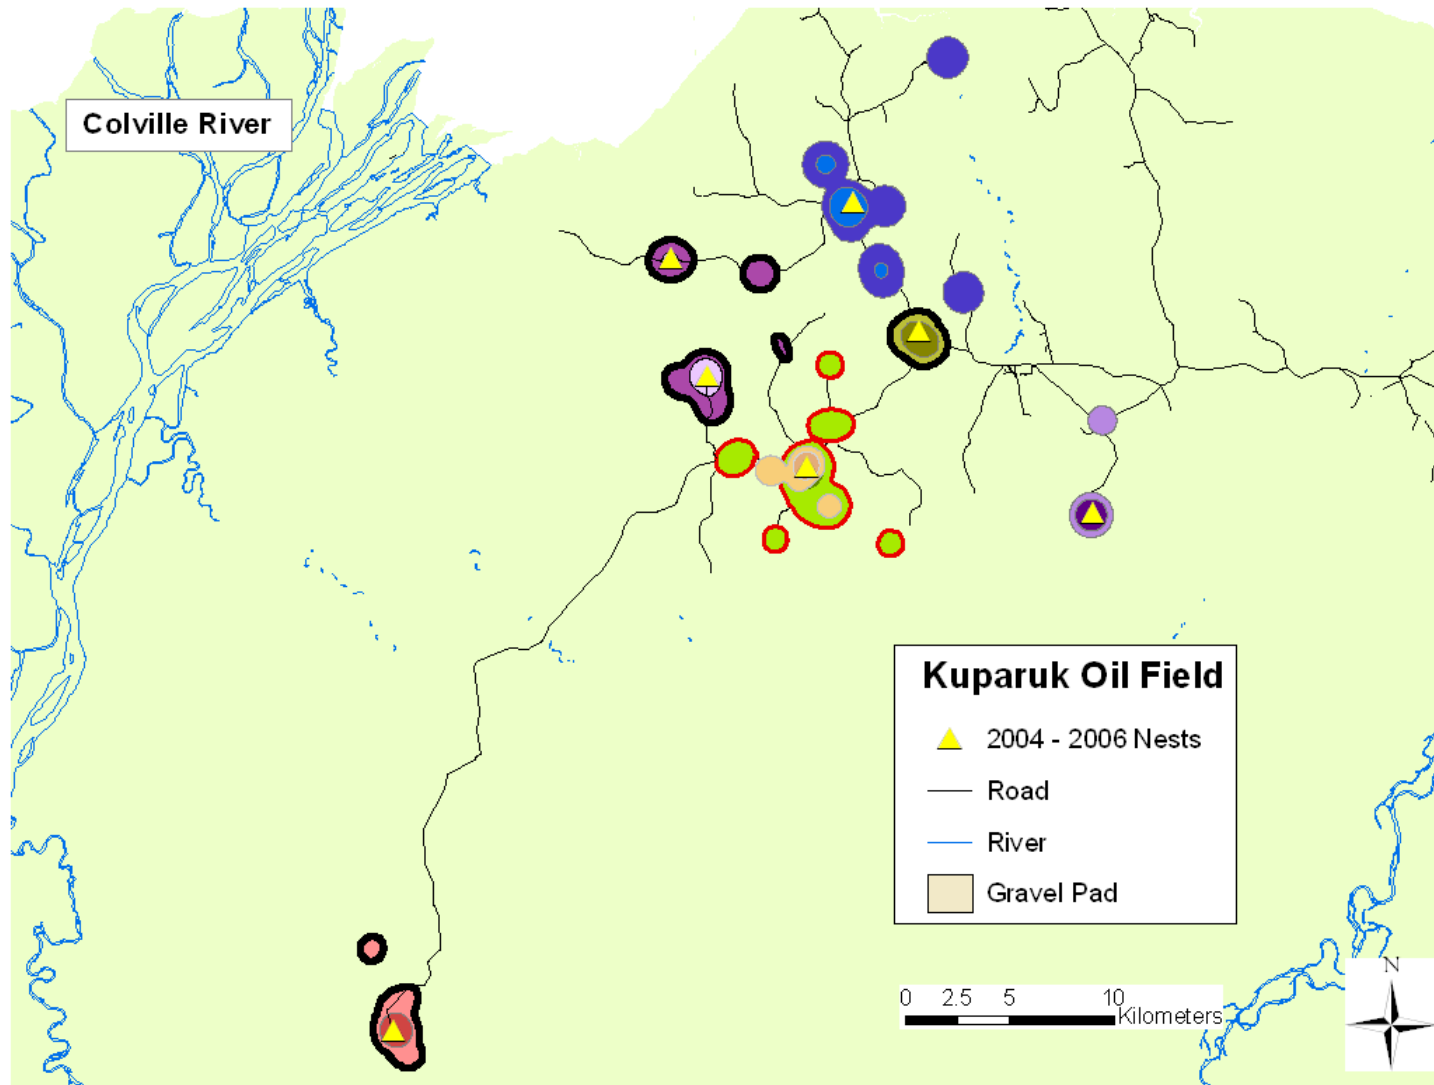 Colville River
Kuparuk Oil Field
2004 - 2006 Nests
Road
River
Gravel Pad
N
0 2.5 5 10
Kilometers